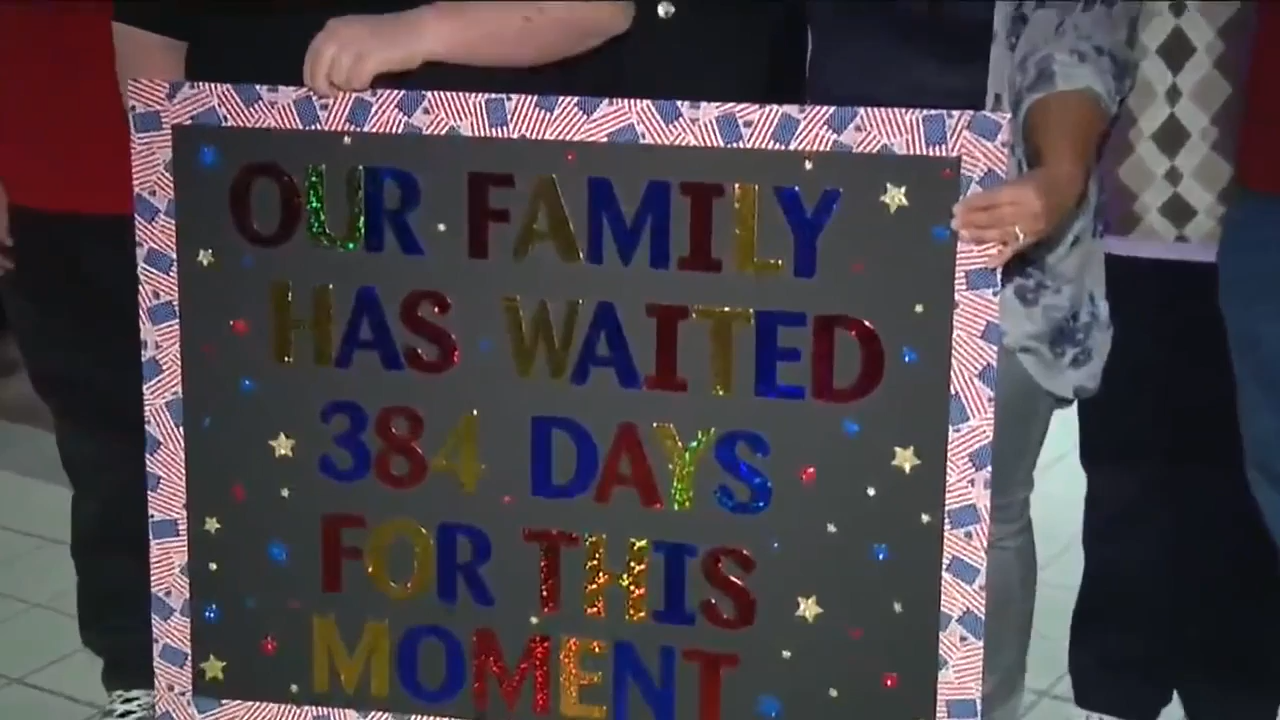 OUR FAMILY
HAS WAITED
384 DAYS
FOR THIS
MOMENT